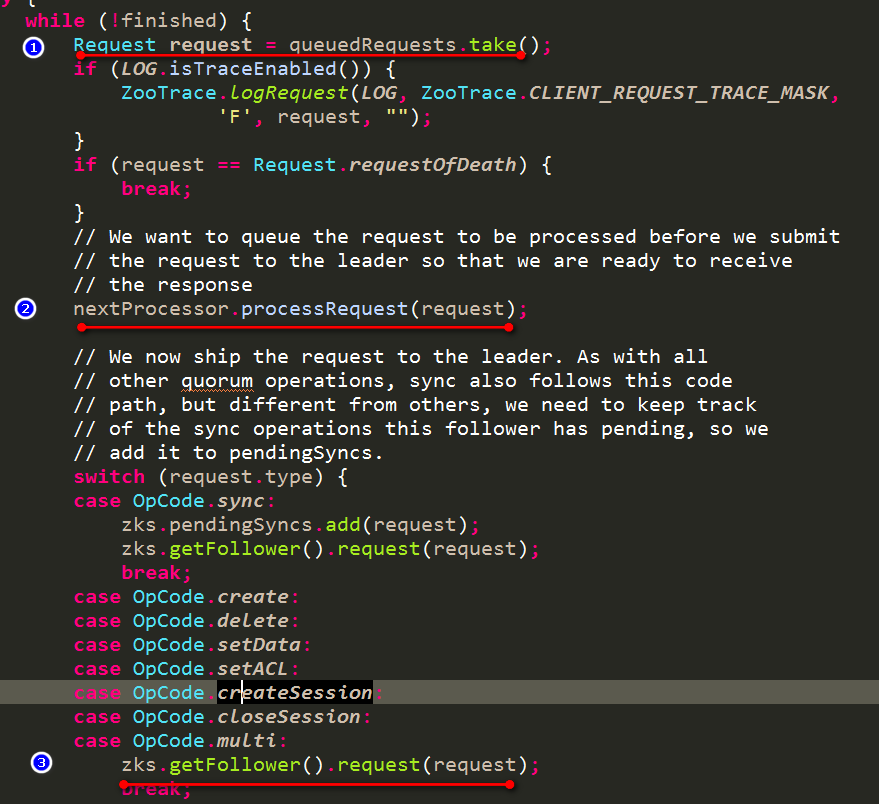 while (!finished) {
1
Request request = queuedRequests.take();
if (LOG.isTraceEnabled()) {
ZooTrace.logRequest(LOG, ZooTrace.CLIENT_REQUEST_TRACE_MASK,
'F', request, "");
}
if (request == Request.requestOfDeath) {
break;
}
// We want to queue the request to be processed before we submit
// the request to the leader so that we are ready to receive
// the response
2
nextProcessor.processRequest(request);
// We now ship the request to the leader. As with all
// other quorum operations, sync also follows this code
// path, but different from others, we need to keep track
// of the sync operations this follower has pending, so we
// add it to pendingSyncs.
switch (request.type) {
case OpCode.sync:
zks.pendingSyncs.add(request);
zks.getFollower().request(request);
break;
case OpCode.create:
case OpCode.delete:
case OpCode.setData:
case OpCode.setACL:
case OpCode.createSession:
case OpCode.closeSession:
case OpCode.multi:
3
zks.getFollower().request(request);
break;